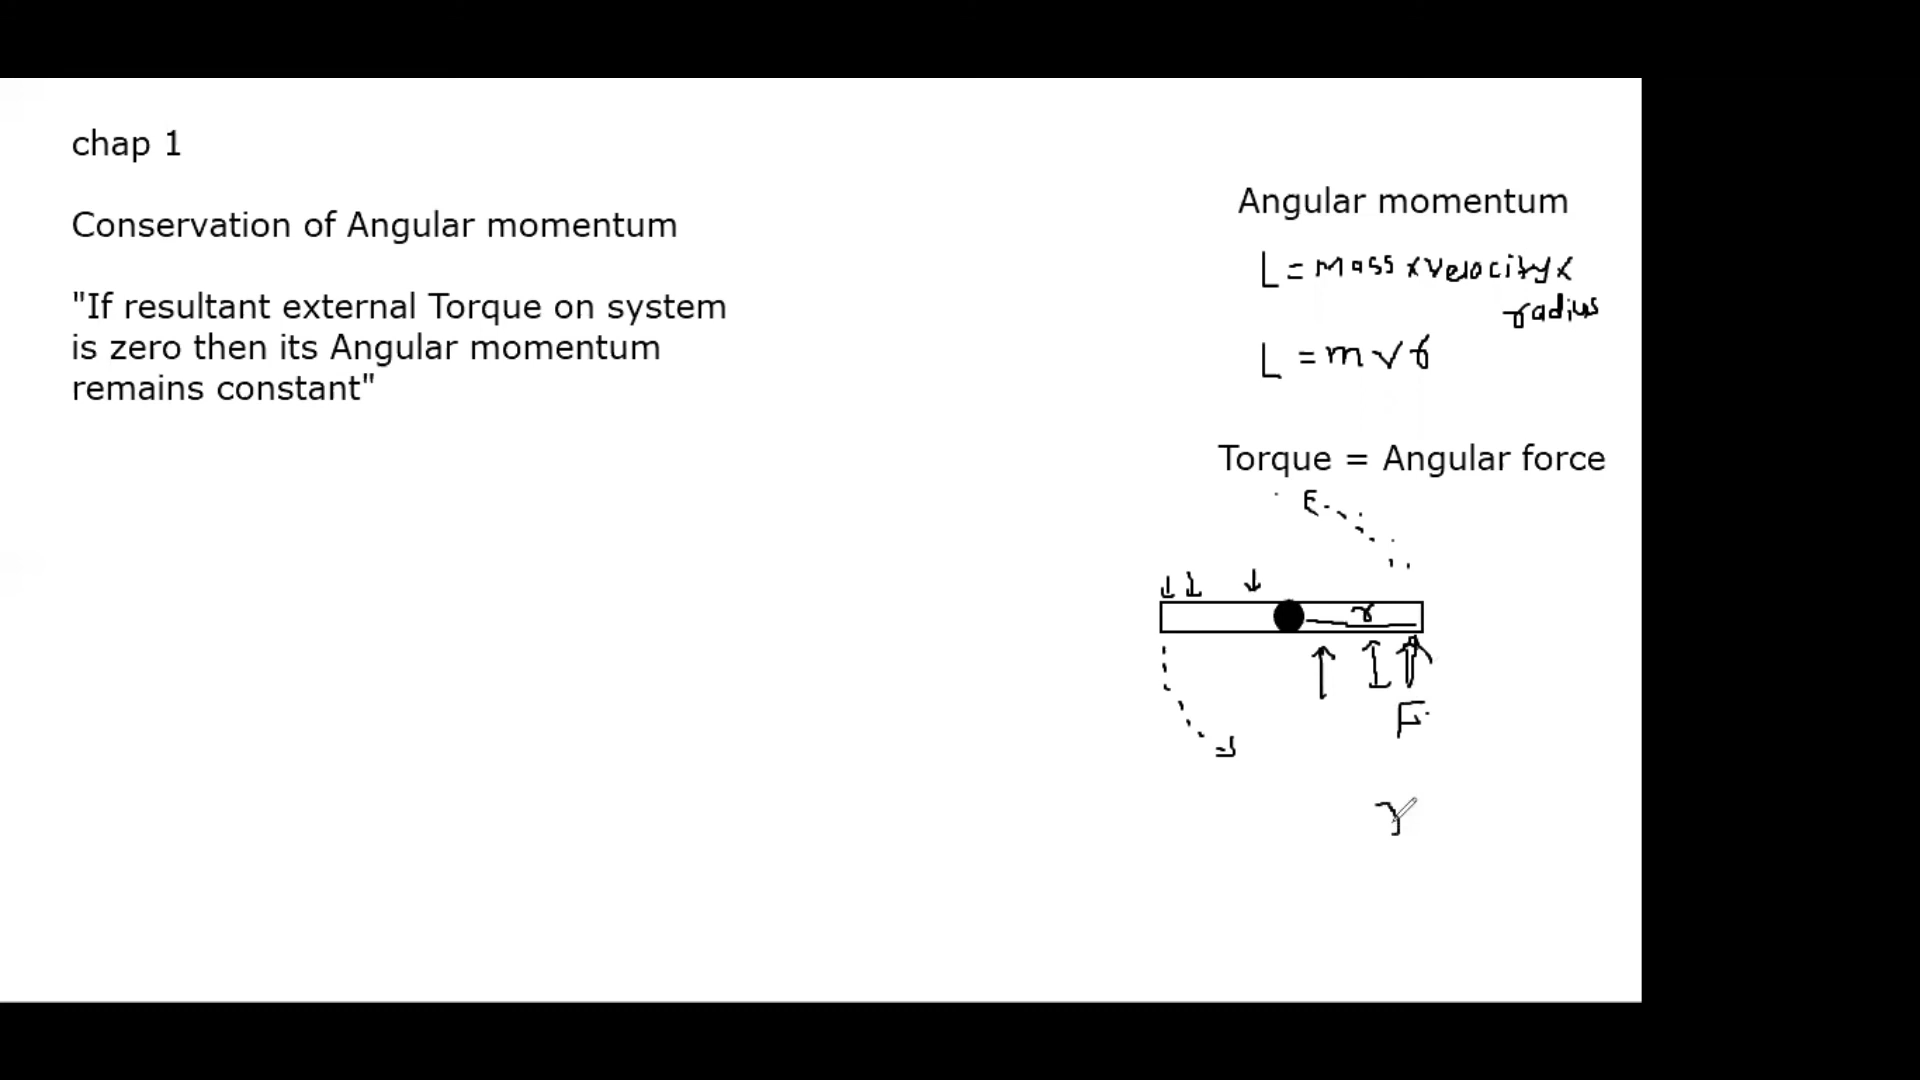 chap 1
Conservation of Angular momentum
"If resultant external Torque on system
is zero then its Angular momentum
remains constant"
Angular momentum
L = Mass x velocity x
radius
L = m v r
Torque = Angular force
r
F